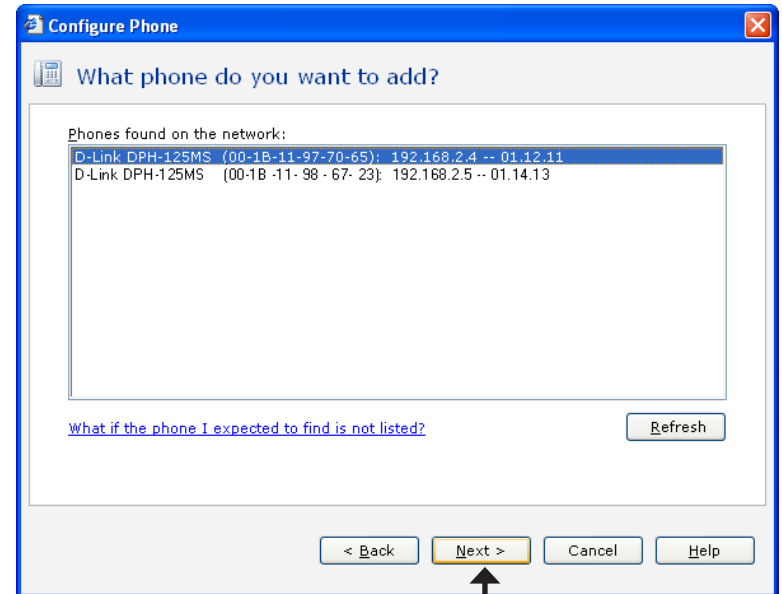 Configure Phone
What phone do you want to add?
Phones found on the network:
D-Link DPH-125MS (00-1B-11-97-70-65): 192.168.2.4 -- 01.12.11
D-Link DPH-125MS (00-1B -11- 98 - 67- 23): 192.168.2.5 -- 01.14.13
What if the phone I expected to find is not listed?
Refresh
< Back Next > Cancel Help